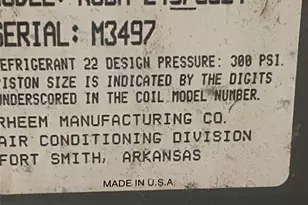 SERIAL: M3497
REFRIGERANT 22 DESIGN PRESSURE: 300 PSI.
PISTON SIZE IS INDICATED BY THE DIGITS
UNDERSCORED IN THE COIL MODEL NUMBER.
RHEEM MANUFACTURING CO.
AIR CONDITIONING DIVISION
FORT SMITH, ARKANSAS
MADE IN U.S.A.